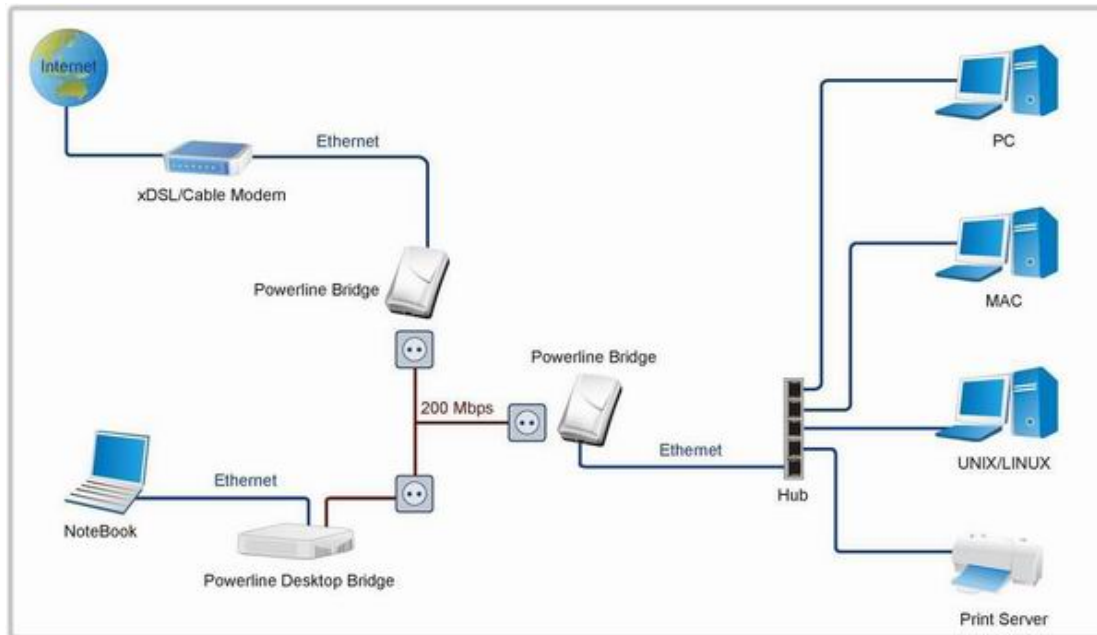 Internet
Ethernet
xDSL/Cable Modem
Powerline Bridge
200 Mbps
Powerline Bridge
Ethernet
Hub
PC
MAC
UNIX/LINUX
Print Server
NoteBook
Ethernet
Powerline Desktop Bridge